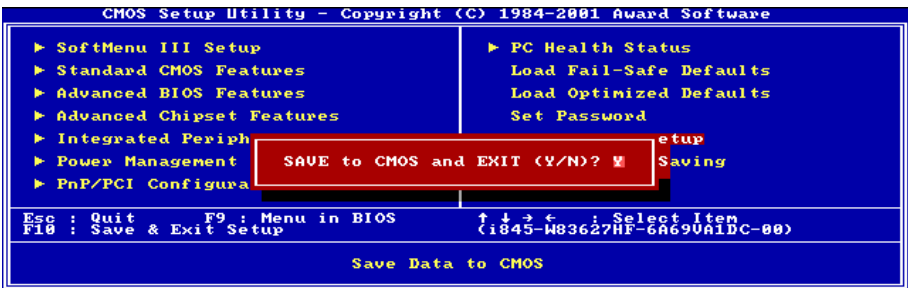 CMOS Setup Utility - Copyright (C) 1984-2001 Award Software
► SoftMenu III Setup
► Standard CMOS Features
► Advanced BIOS Features
► Advanced Chipset Features
► Integrated Periph
► Power Management
► PnP/PCI Configura
► PC Health Status
Load Fail-Safe Defaults
Load Optimized Defaults
Set Password
etup
Saving
SAVE to CMOS and EXIT (Y/N)? Y
Esc : Quit F9 : Menu in BIOS ↑ ↓ → ← : Select Item
F10 : Save & Exit Setup (i845-W83627HF-6A69VA1DC-00)
Save Data to CMOS